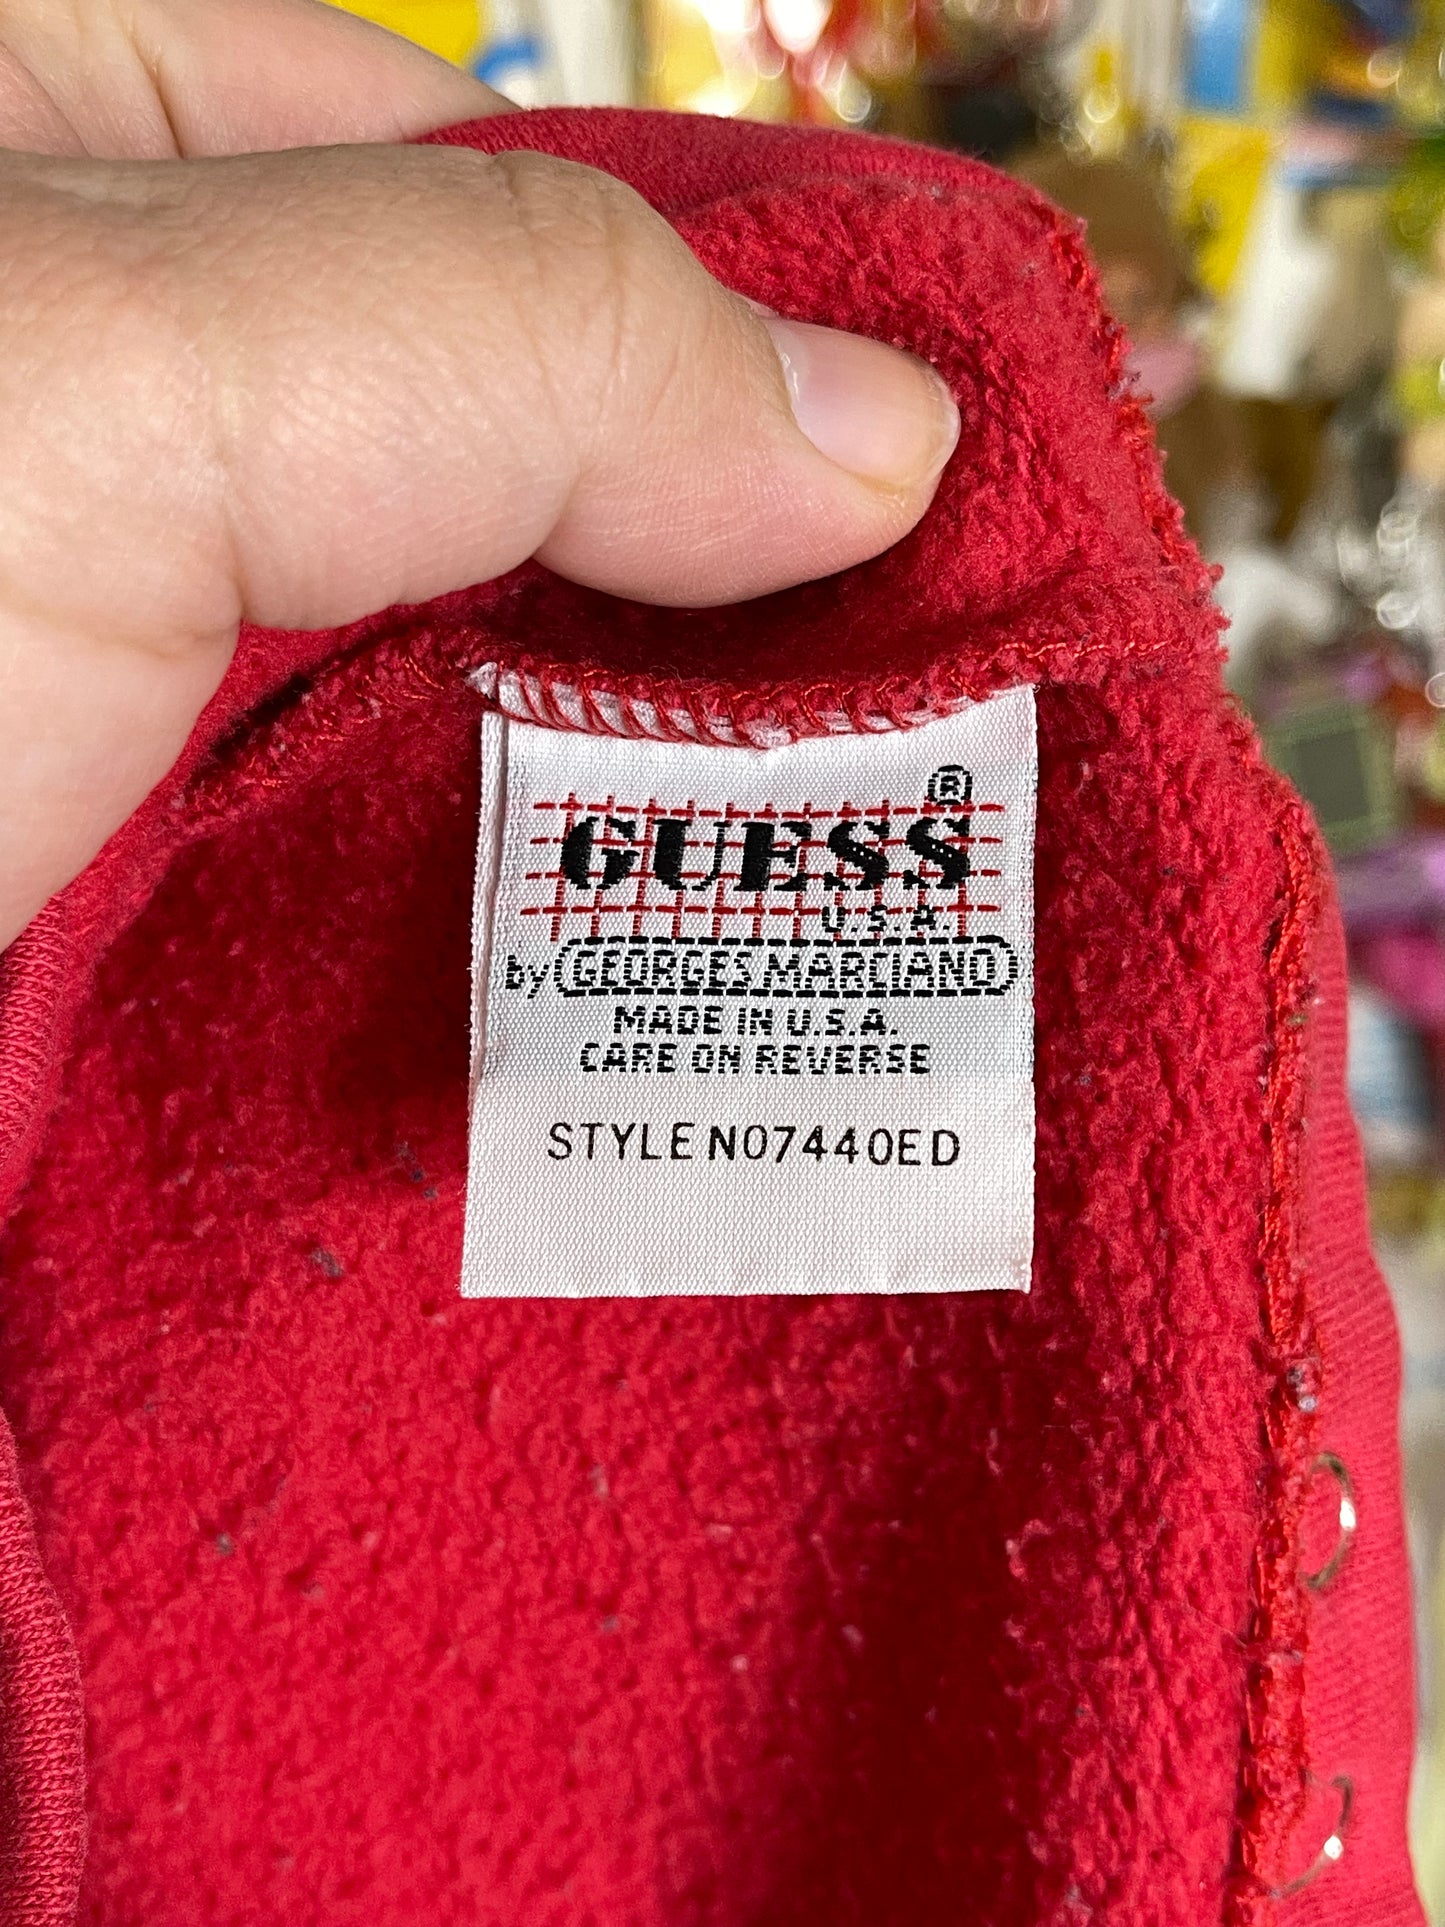 ®
GUESS
U.S.A.
by GEORGES MARCIANO
MADE IN U.S.A.
CARE ON REVERSE
STYLE N07440ED